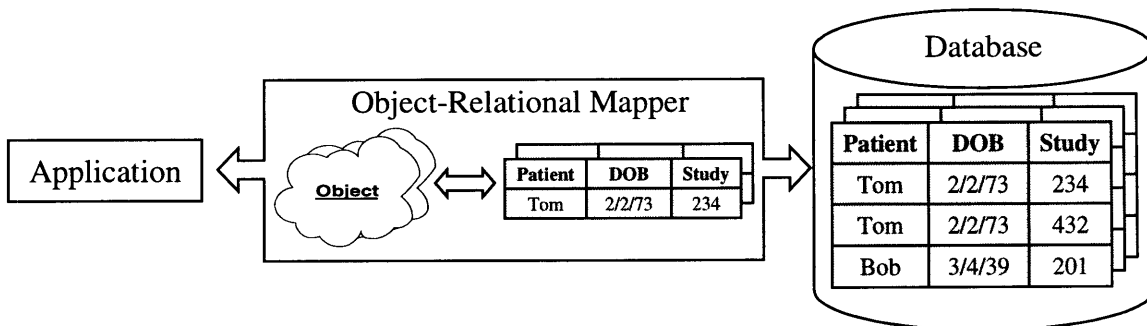 Database
Object-Relational Mapper
Application
Object
Patient DOB Study
Tom 2/2/73 234
Patient DOB Study
Tom 2/2/73 234
Tom 2/2/73 432
Bob 3/4/39 201